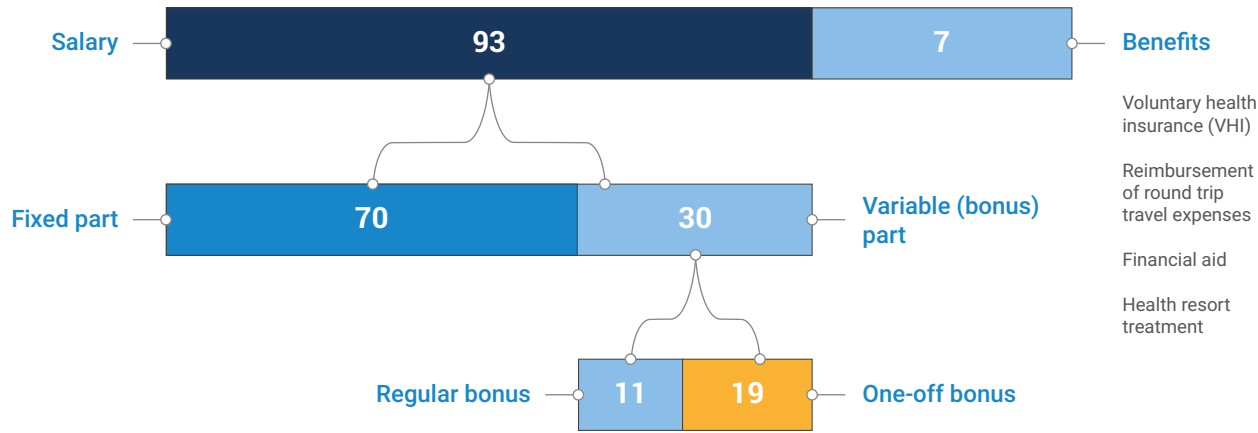 Salary
93
7
Benefits
Voluntary health
insurance (VHI)
Reimbursement
of round trip
travel expenses
Financial aid
Health resort
treatment
Fixed part
70
30
Variable (bonus)
part
Regular bonus
11
19
One-off bonus